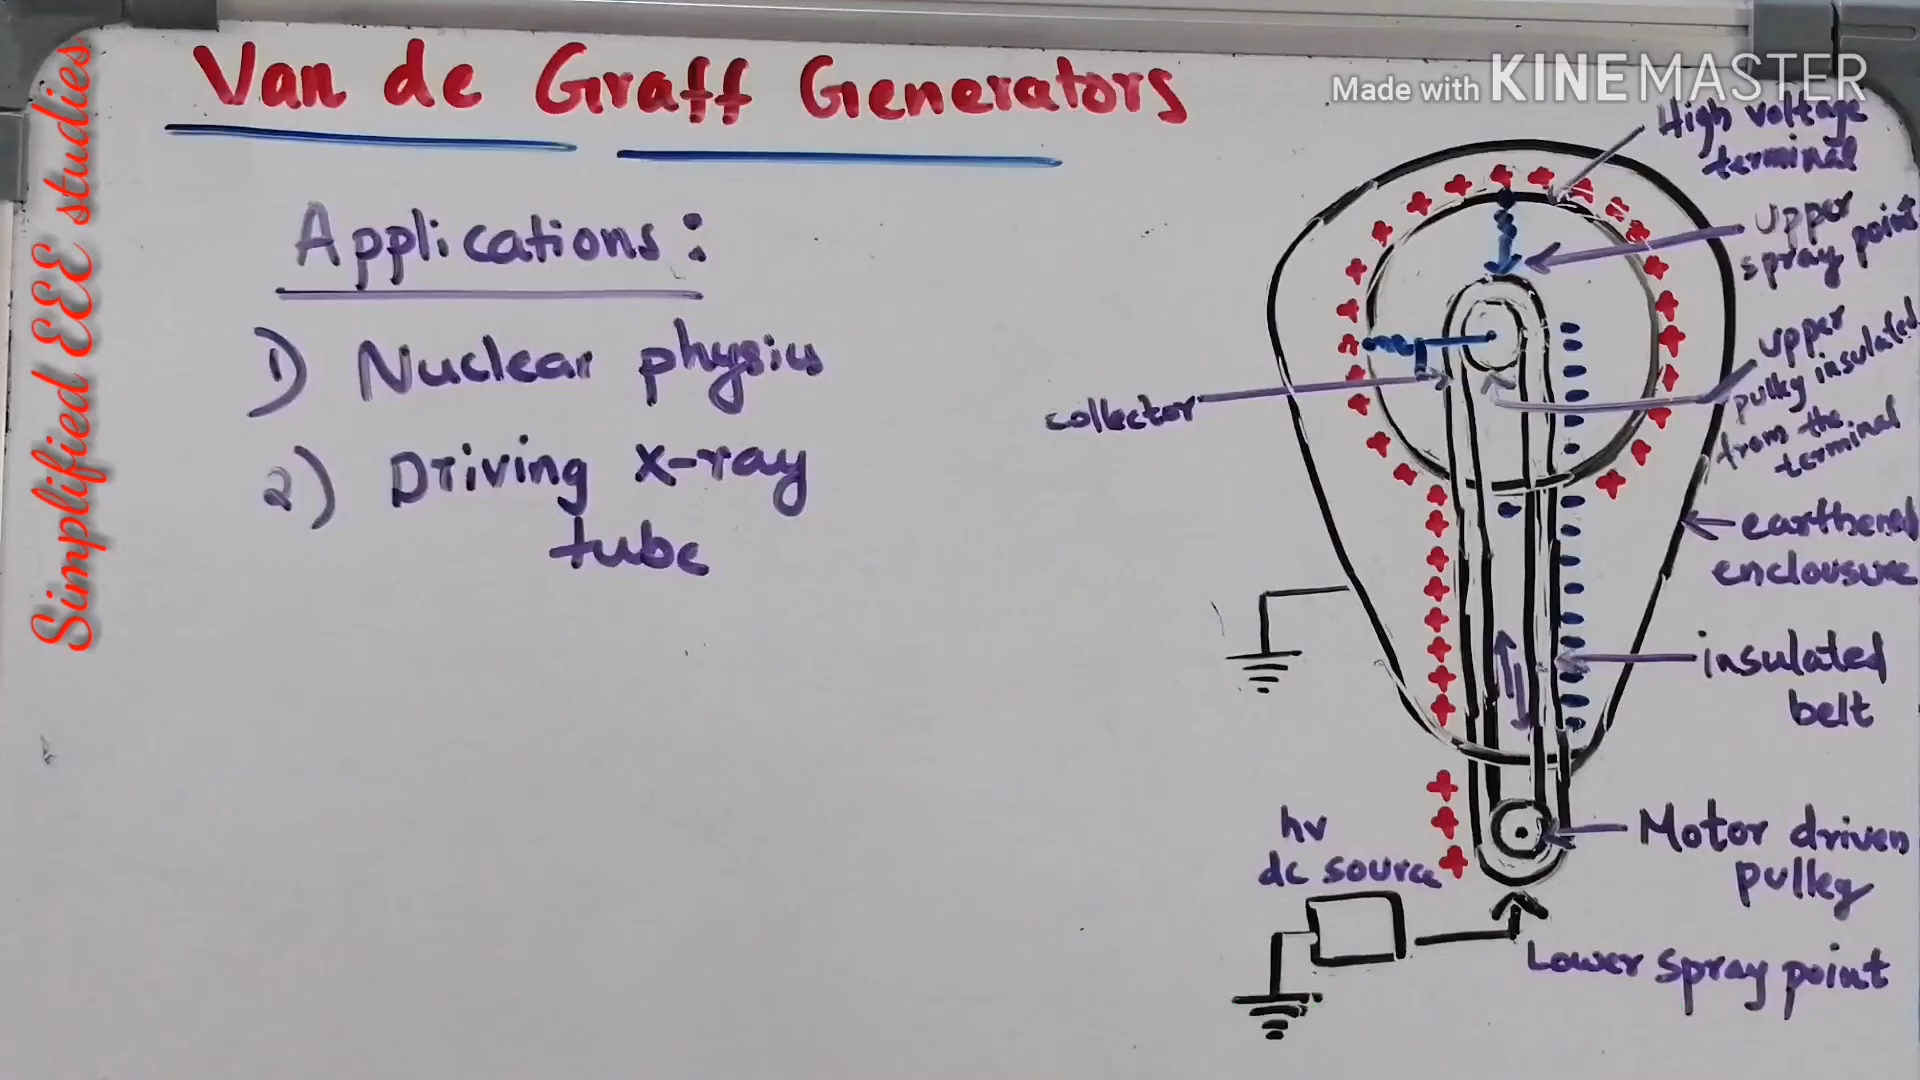 Simplified EEE studies
Van de Graff Generators
Made with KINEMASTER
Applications:
1) Nuclear physics
2) Driving x-ray
tube
High voltage
terminal
upper
spray point
upper
pulley insulated
from the
terminal
collector
earthened
enclousure
insulated
belt
hv
dc source
Motor driven
pulley
Lower spray point